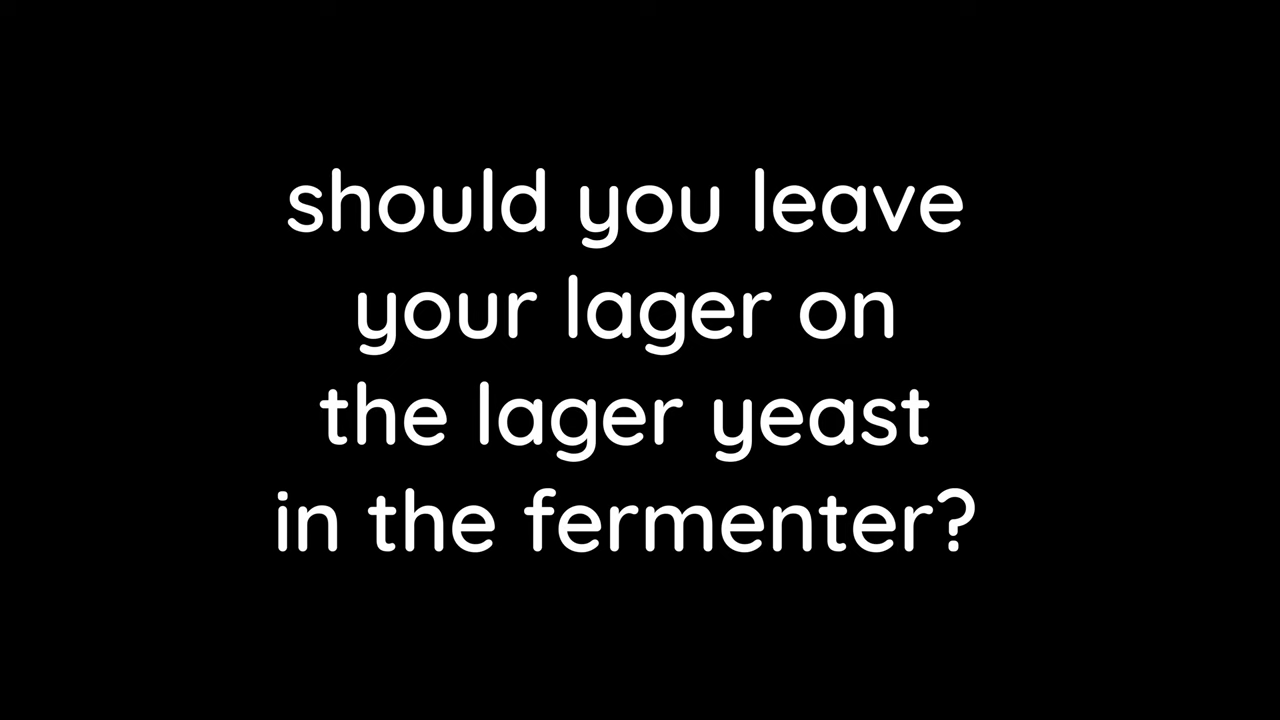 should you leave
your lager on
the lager yeast
in the fermenter?